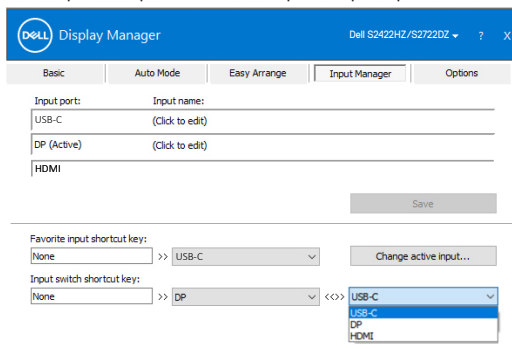 DELL Display Manager Dell S2422HZ/S2722DZ ? X
Basic Auto Mode Easy Arrange Input Manager Options
Input port: Input name:
USB-C (Click to edit)
DP (Active) (Click to edit)
HDMI
Save
Favorite input shortcut key:
None >> USB-C Change active input...
Input switch shortcut key:
None >> DP <<>> USB-C
USB-C
DP
HDMI